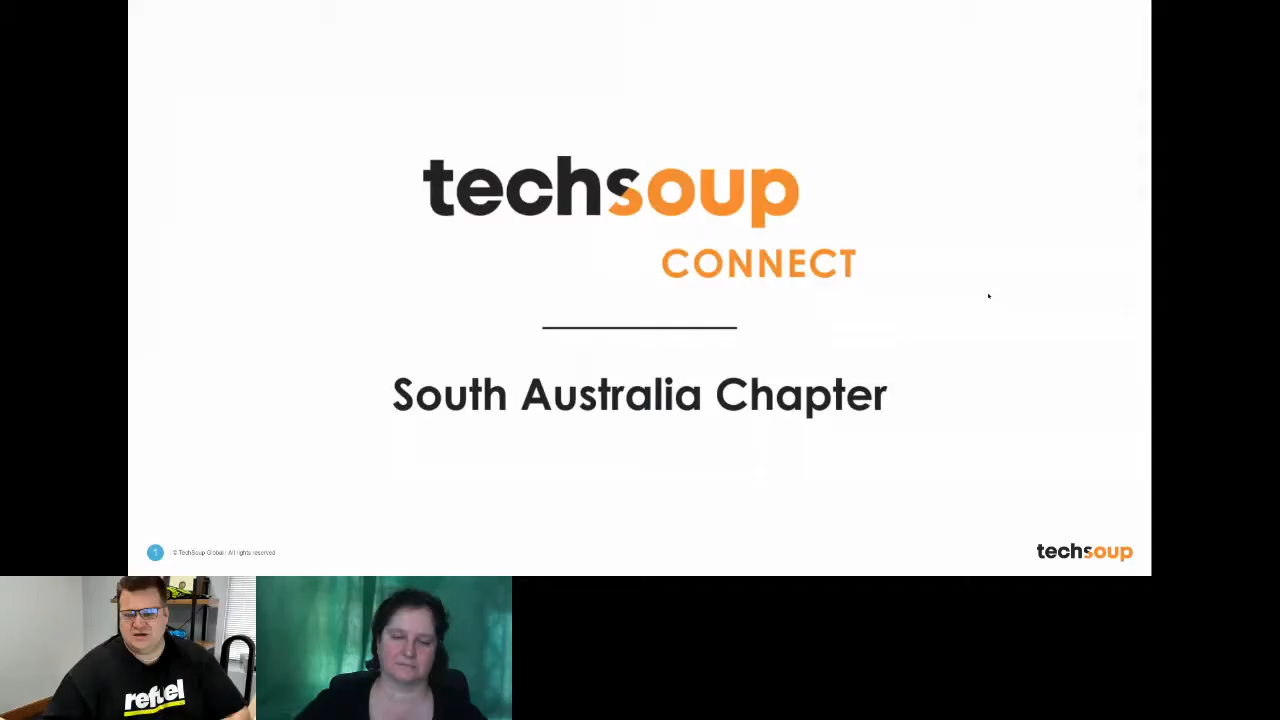 techsoup
CONNECT
South Australia Chapter
1
© TechSoup Global | All rights reserved
techsoup
refuel